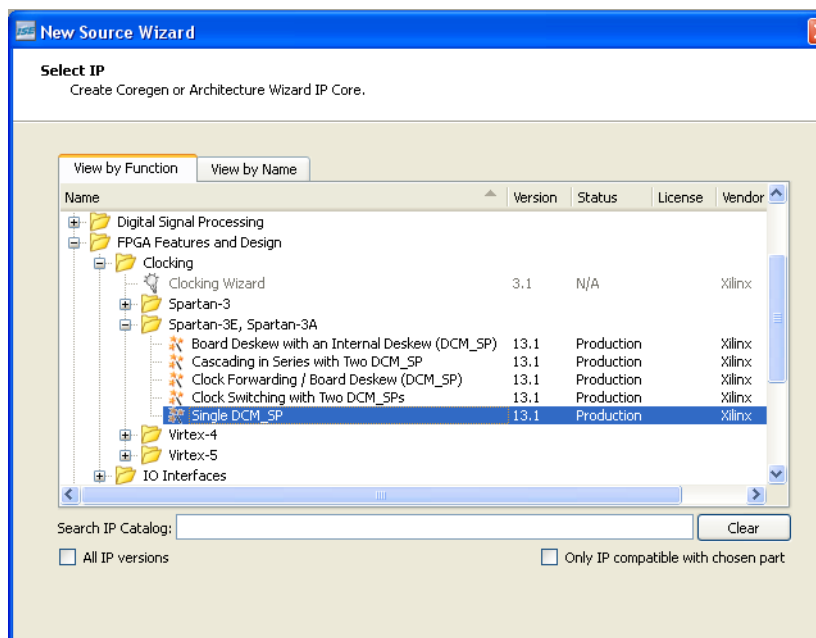 ISE New Source Wizard
Select IP
Create Coregen or Architecture Wizard IP Core.
View by Function View by Name
Name Version Status License Vendor
Digital Signal Processing
FPGA Features and Design
Clocking
Clocking Wizard 3.1 N/A Xilinx
Spartan-3
Spartan-3E, Spartan-3A
Board Deskew with an Internal Deskew (DCM_SP) 13.1 Production Xilinx
Cascading in Series with Two DCM_SP 13.1 Production Xilinx
Clock Forwarding / Board Deskew (DCM_SP) 13.1 Production Xilinx
Clock Switching with Two DCM_SPs 13.1 Production Xilinx
Single DCM_SP 13.1 Production Xilinx
Virtex-4
Virtex-5
IO Interfaces
Search IP Catalog: Clear
All IP versions Only IP compatible with chosen part